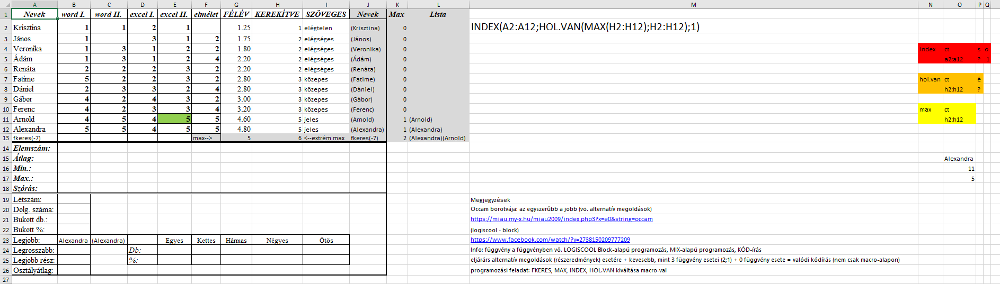 A B C D E F G H I J K L M N O P Q
1 Nevek word I. word II. excel I. excel II. elmélet FÉLÉV KEREKÍTVE SZÖVEGES Nevek Max Lista
2 Krisztina 1 1 2 1 1.25 1 elégtelen (Krisztina) 0 INDEX(A2:A12;HOL.VAN(MAX(H2:H12);H2:H12);1)
3 János 1 3 1 2 1.75 2 elégséges (János) 0
4 Veronika 1 3 1 2 2 1.80 2 elégséges (Veronika) 0 index ct s o
5 Ádám 1 3 1 2 4 2.20 2 elégséges (Ádám) 0 a2:a12 ? 1
6 Renáta 2 2 2 3 2 2.20 2 elégséges (Renáta) 0
7 Fatime 5 2 2 3 2 2.80 3 közepes (Fatime) 0 hol.van ct é
8 Dániel 2 3 3 2 4 2.80 3 közepes (Dániel) 0 h2:h12 ?
9 Gábor 4 2 4 3 2 3.00 3 közepes (Gábor) 0
10 Ferenc 4 2 3 3 4 3.20 3 közepes (Ferenc) 0 max ct
11 Arnold 4 5 4 5 5 4.60 5 jeles (Arnold) 1 (Arnold) h2:h12
12 Alexandra 5 5 4 5 5 4.80 5 jeles (Alexandra) 1 (Alexandra)
13 fkeres(-7) max--> 5 6 <--extrém max fkeres(-7) 2 (Alexandra)(Arnold)
14 Elemszám:
15 Átlag: Alexandra
16 Min.: 11
17 Max.: 5
18 Szórás:
19 Létszám: Megjegyzések
20 Dolg. száma: Occam borotvája: az egyszerűbb a jobb (vö. alternatív megoldások)
21 Bukott db.: https://miau.my-x.hu/miau2009/index.php3?x=e0&string=occam
22 Bukott %: (logiscool - block)
23 Legjobb: Alexandra (Alexandra) Egyes Kettes Hármas Négyes Ötös https://www.facebook.com/watch/?v=2738150209777209
24 Legrosszabb: Db: Info: függvény a függvényben vö. LOGISCOOL Block-alapú programozás, MIX-alapú programozás, KÓD-írás
25 Legjobb rész: %: eljárárs alternatív megoldások (részeredmények) esetére + kevesebb, mint 3 függvény esetei (2;1) + 0 függvény esete = valódi kódírás (nem csak macro-alapon)
26 Osztályátlag: programozási feladat: FKERES, MAX, INDEX, HOL.VAN kiváltása macro-val
27